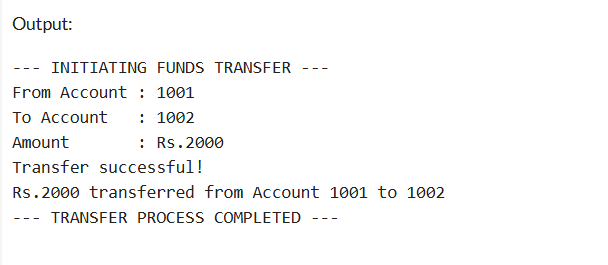 Output:
--- INITIATING FUNDS TRANSFER ---
From Account : 1001
To Account   : 1002
Amount       : Rs.2000
Transfer successful!
Rs.2000 transferred from Account 1001 to 1002
--- TRANSFER PROCESS COMPLETED ---